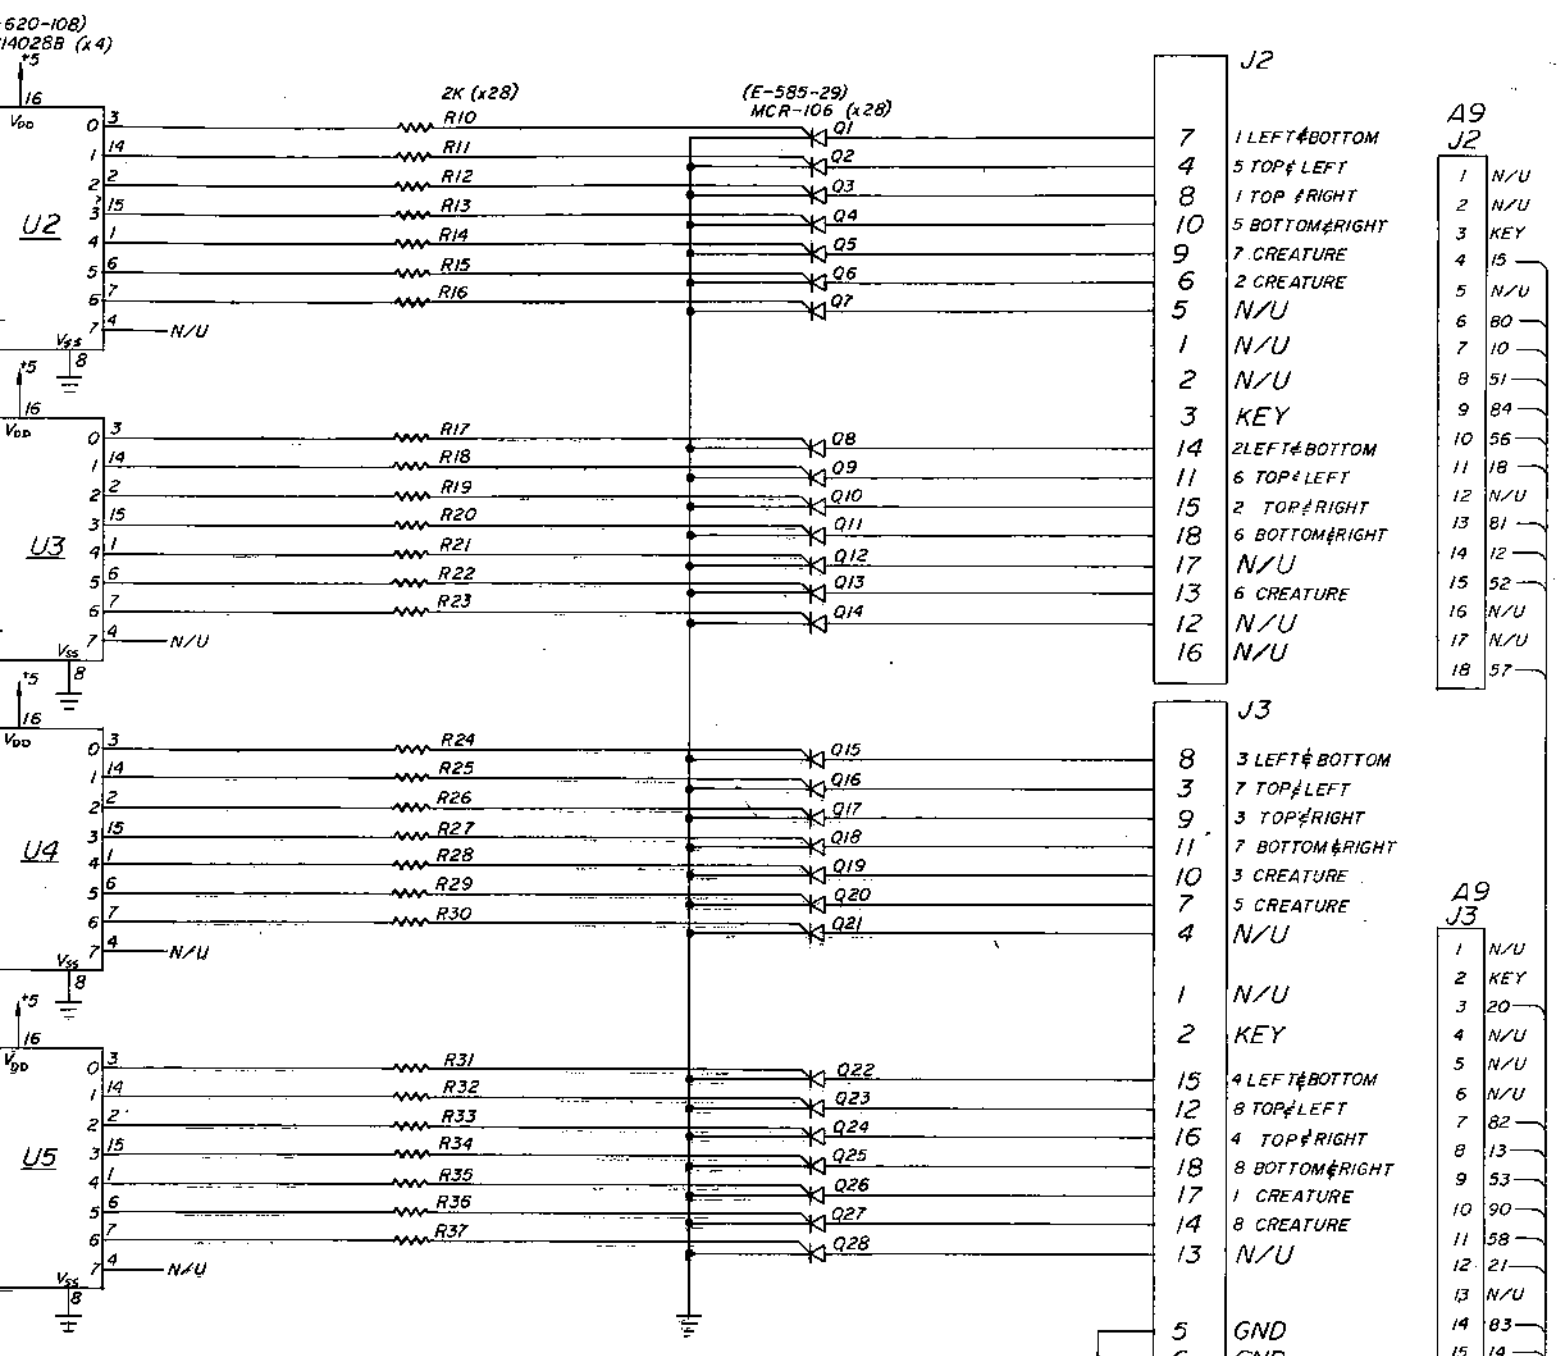 -620-108)
14028B (x4)
+5
16
VDD
U2
0 3
1 14
2 2
3 15
4 1
5 6
6 7
7 4 N/U
VSS
8
2K (x28)
R10
R11
R12
R13
R14
R15
R16
(E-585-29)
MCR-106 (x28)
Q1
Q2
Q3
Q4
Q5
Q6
Q7
J2
7 1 LEFT&BOTTOM
4 5 TOP& LEFT
8 1 TOP &RIGHT
10 5 BOTTOM&RIGHT
9 7 CREATURE
6 2 CREATURE
5 N/U
1 N/U
2 N/U
3 KEY
+5
16
VDD
U3
0 3
1 14
2 2
3 15
4 1
5 6
6 7
7 4 N/U
VSS
8
R17
R18
R19
R20
R21
R22
R23
Q8
Q9
Q10
Q11
Q12
Q13
Q14
14 2LEFT&BOTTOM
11 6 TOP&LEFT
15 2 TOP&RIGHT
18 6 BOTTOM&RIGHT
17 N/U
13 6 CREATURE
12 N/U
16 N/U
+5
16
VDD
U4
0 3
1 14
2 2
3 15
4 1
5 6
6 7
7 4 N/U
VSS
8
R24
R25
R26
R27
R28
R29
R30
Q15
Q16
Q17
Q18
Q19
Q20
Q21
J3
8 3 LEFT& BOTTOM
3 7 TOP&LEFT
9 3 TOP&RIGHT
11 7 BOTTOM&RIGHT
10 3 CREATURE
7 5 CREATURE
4 N/U
1 N/U
2 KEY
+5
16
VDD
U5
0 3
1 14
2 2
3 15
4 1
5 6
6 7
7 4 N/U
VSS
8
R31
R32
R33
R34
R35
R36
R37
Q22
Q23
Q24
Q25
Q26
Q27
Q28
15 4 LEFT&BOTTOM
12 8 TOP&LEFT
16 4 TOP&RIGHT
18 8 BOTTOM&RIGHT
17 1 CREATURE
14 8 CREATURE
13 N/U
5 GND
6 GND
A9
J2
1 N/U
2 N/U
3 KEY
4 15
5 N/U
6 80
7 10
8 51
9 84
10 56
11 18
12 N/U
13 81
14 12
15 52
16 N/U
17 N/U
18 57
A9
J3
1 N/U
2 KEY
3 20
4 N/U
5 N/U
6 N/U
7 82
8 13
9 53
10 90
11 58
12 21
13 N/U
14 83
15 14